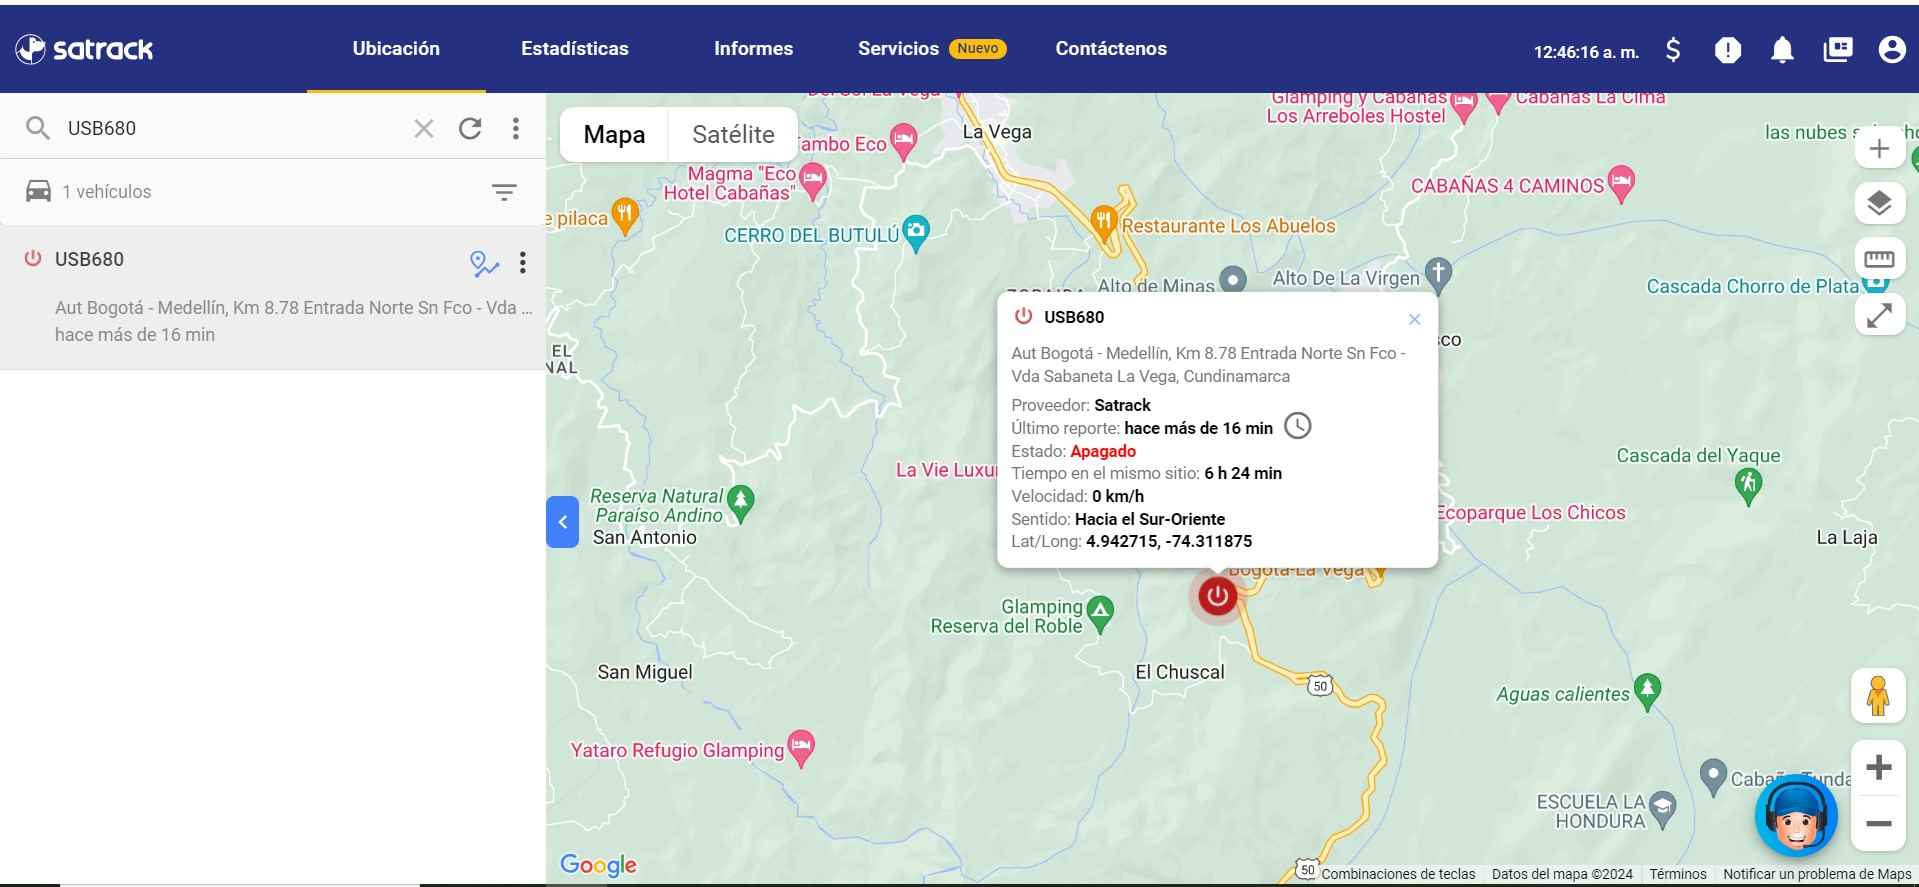 satrack
Ubicación
Estadísticas
Informes
Servicios Nuevo
Contáctenos
12:46:16 a. m.
USB680
1 vehículos
USB680
Aut Bogotá - Medellín, Km 8.78 Entrada Norte Sn Fco - Vda ...
hace más de 16 min
Mapa
Satélite
La Vega
Glamping y Cabañas
Los Arreboles Hostel
Cabañas La Cima
las nubes
Eco
Magma "Eco
Hotel Cabañas"
CABAÑAS 4 CAMINOS
e pilaca
CERRO DEL BUTULÚ
Restaurante Los Abuelos
Alto de Minas
Alto De La Virgen
Cascada Chorro de Plata
EL
NAL
sco
USB680
Aut Bogotá - Medellín, Km 8.78 Entrada Norte Sn Fco -
Vda Sabaneta La Vega, Cundinamarca
Proveedor: Satrack
Último reporte: hace más de 16 min
Estado: Apagado
Tiempo en el mismo sitio: 6 h 24 min
Velocidad: 0 km/h
Sentido: Hacia el Sur-Oriente
Lat/Long: 4.942715, -74.311875
La Vie Luxu
Cascada del Yaque
Reserva Natural
Paraíso Andino
San Antonio
Ecoparque Los Chicos
La Laja
Bogotá-La Vega
Glamping
Reserva del Roble
San Miguel
El Chuscal
50
Aguas calientes
Yataro Refugio Glamping
ESCUELA LA
HONDURA
Google
50
Combinaciones de teclas
Datos del mapa ©2024
Términos
Notificar un problema de Maps